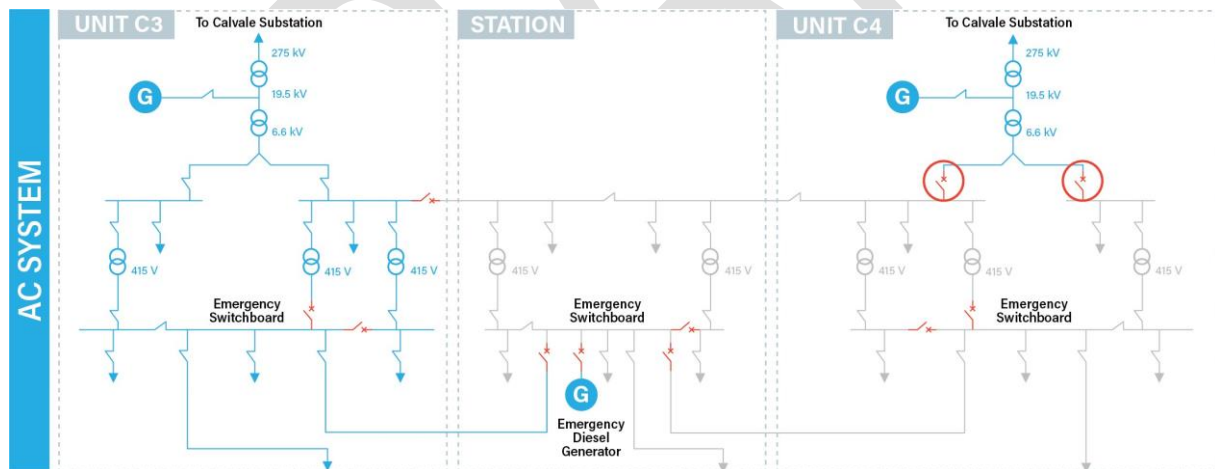 AC SYSTEM
UNIT C3
STATION
UNIT C4
To Calvale Substation
To Calvale Substation
275 kV
275 kV
G
19.5 kV
G
19.5 kV
6.6 kV
6.6 kV
415 V
415 V
415 V
415 V
415 V
415 V
415 V
415 V
Emergency
Switchboard
Emergency
Switchboard
Emergency
Switchboard
G
Emergency
Diesel
Generator